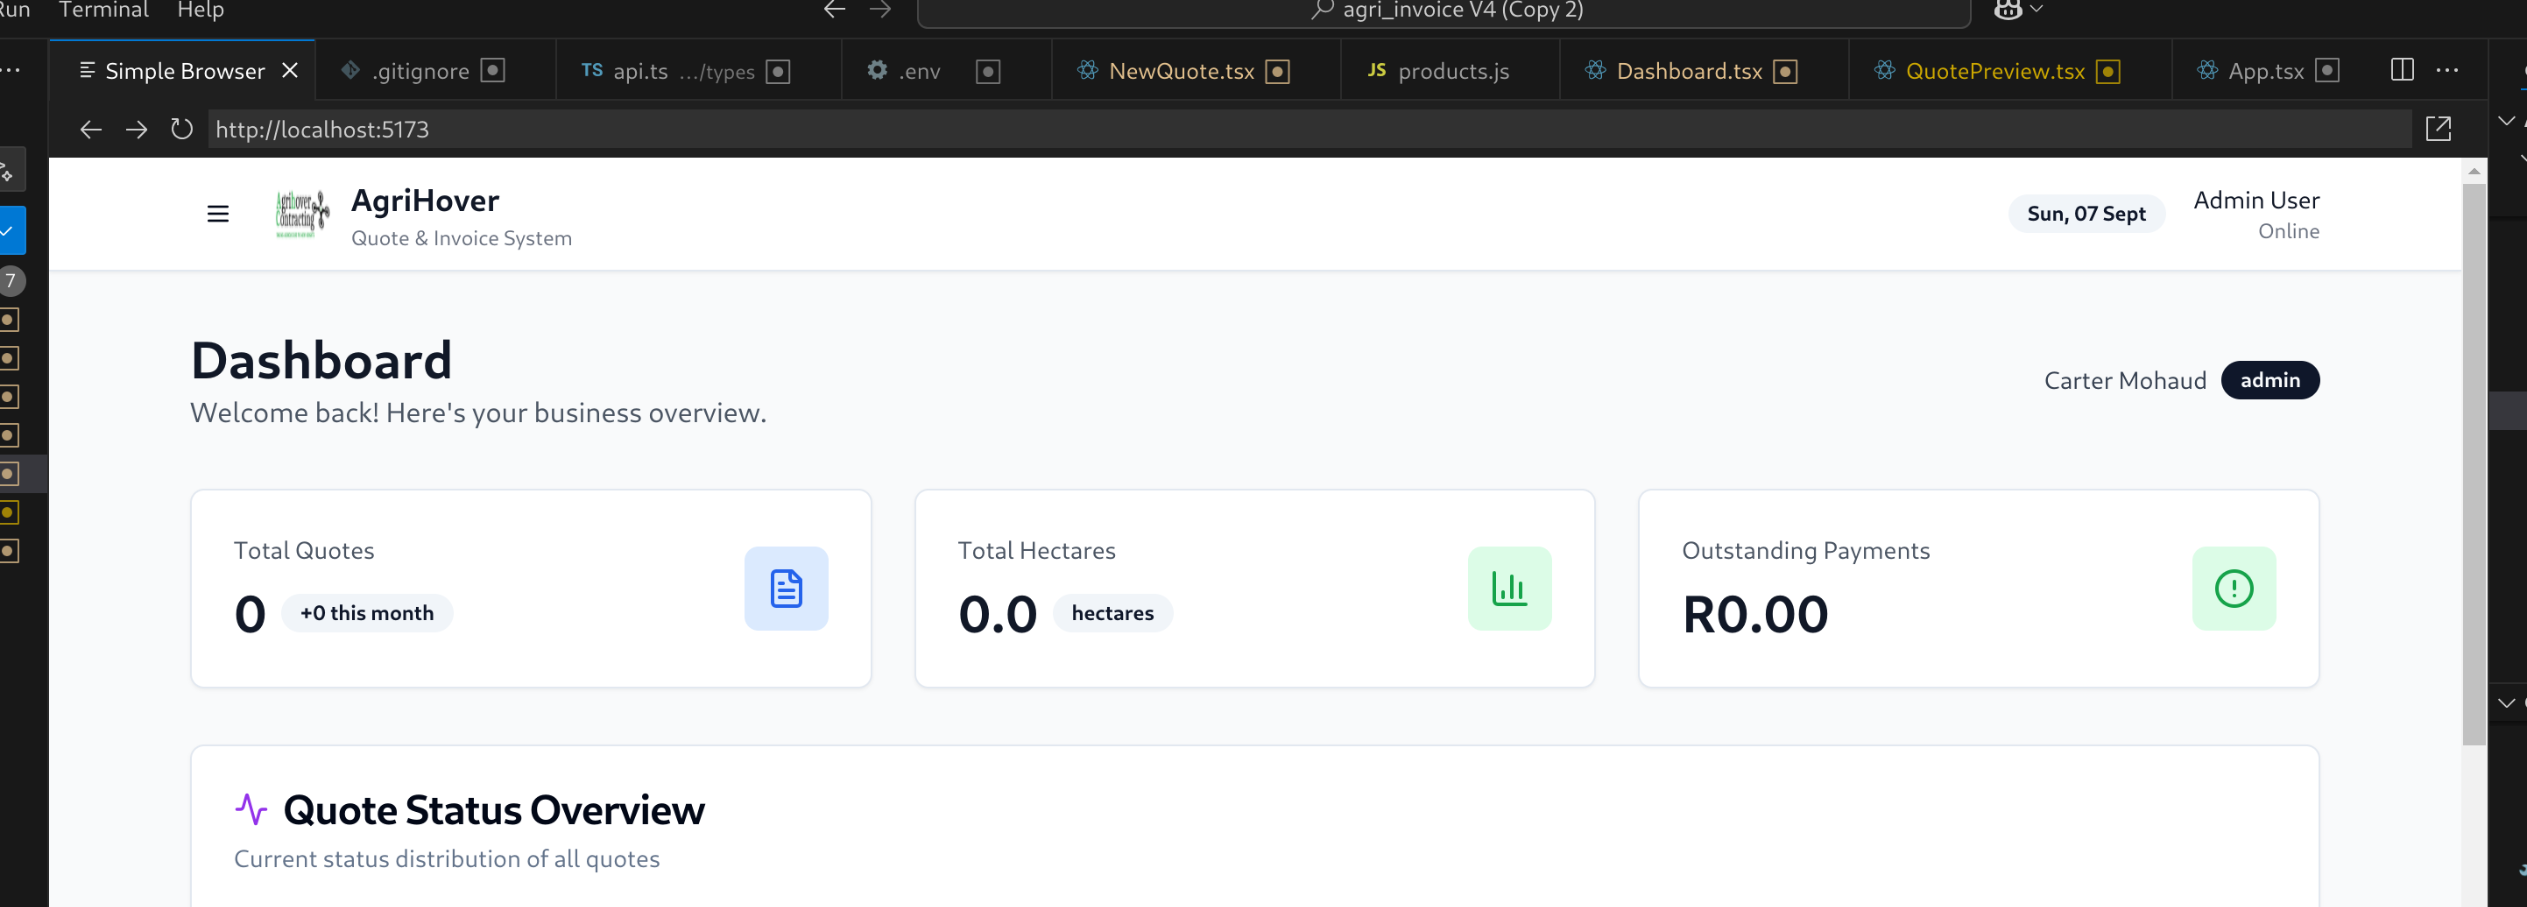 Run Terminal Help
agri_invoice V4 (Copy 2)
Simple Browser
.gitignore
TS api.ts .../types
.env
NewQuote.tsx
JS products.js
Dashboard.tsx
QuotePreview.tsx
App.tsx
http://localhost:5173
7
Agrihover
Contracting
AgriHover
Quote & Invoice System
Sun, 07 Sept
Admin User
Online
Dashboard
Welcome back! Here's your business overview.
Carter Mohaud
admin
Total Quotes
0
+0 this month
Total Hectares
0.0
hectares
Outstanding Payments
R0.00
Quote Status Overview
Current status distribution of all quotes